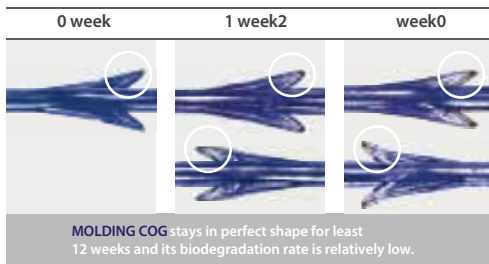 0 week
1 week2
week0
MOLDING COG stays in perfect shape for least
12 weeks and its biodegradation rate is relatively low.